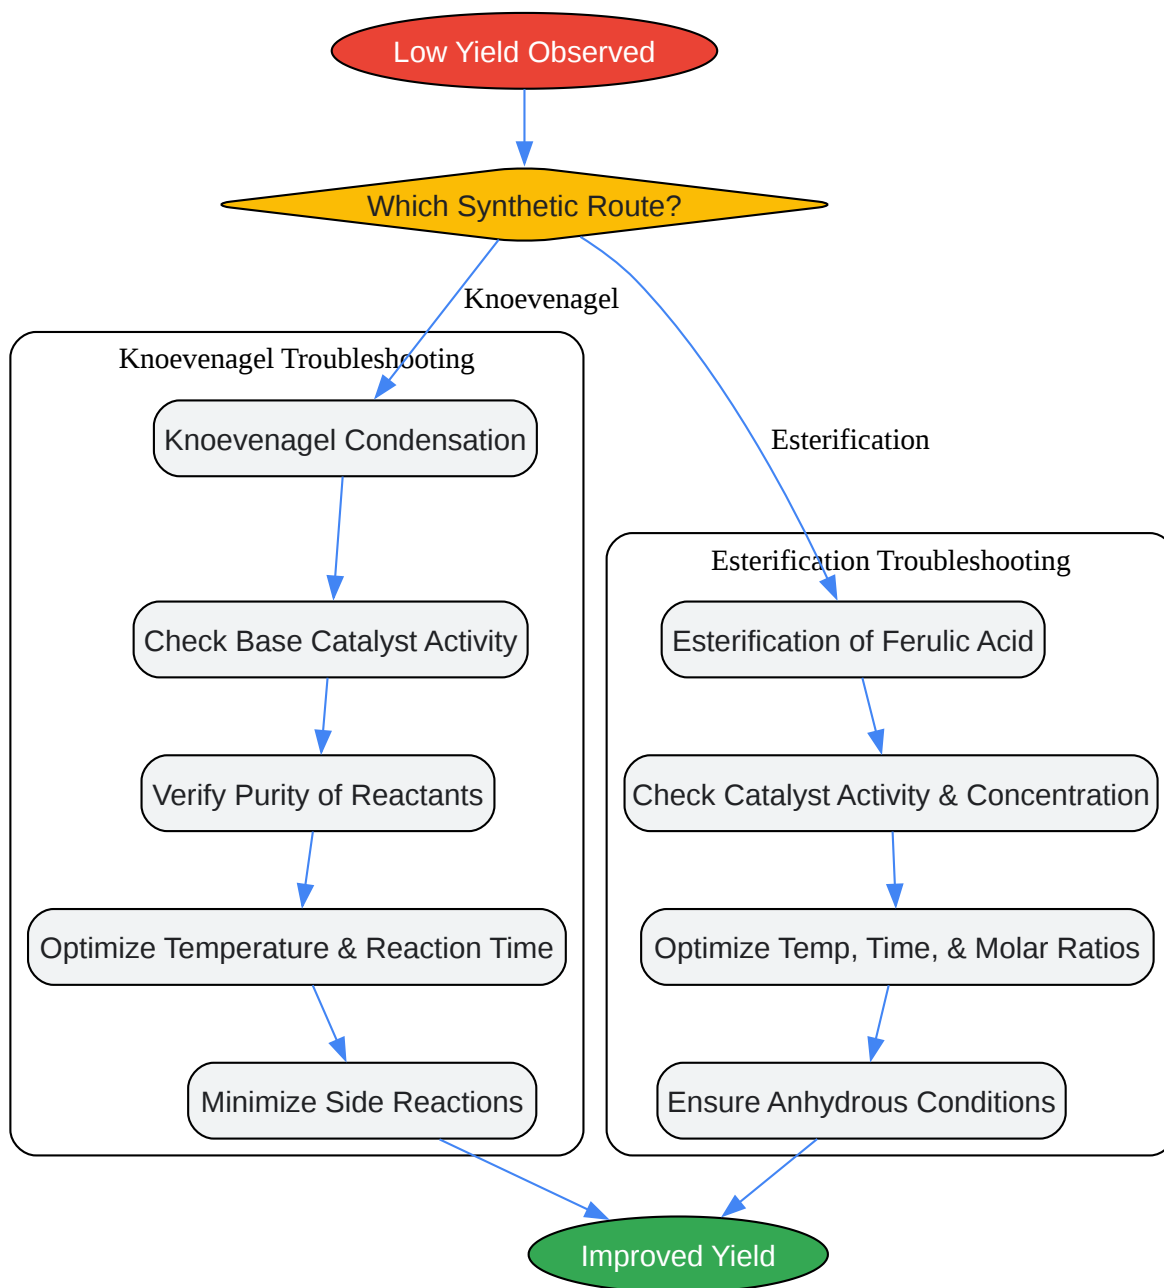 Low Yield Observed
Which Synthetic Route?
Knoevenagel
Knoevenagel Troubleshooting
Knoevenagel Condensation
Check Base Catalyst Activity
Verify Purity of Reactants
Optimize Temperature & Reaction Time
Minimize Side Reactions
Esterification
Esterification Troubleshooting
Esterification of Ferulic Acid
Check Catalyst Activity & Concentration
Optimize Temp, Time, & Molar Ratios
Ensure Anhydrous Conditions
Improved Yield